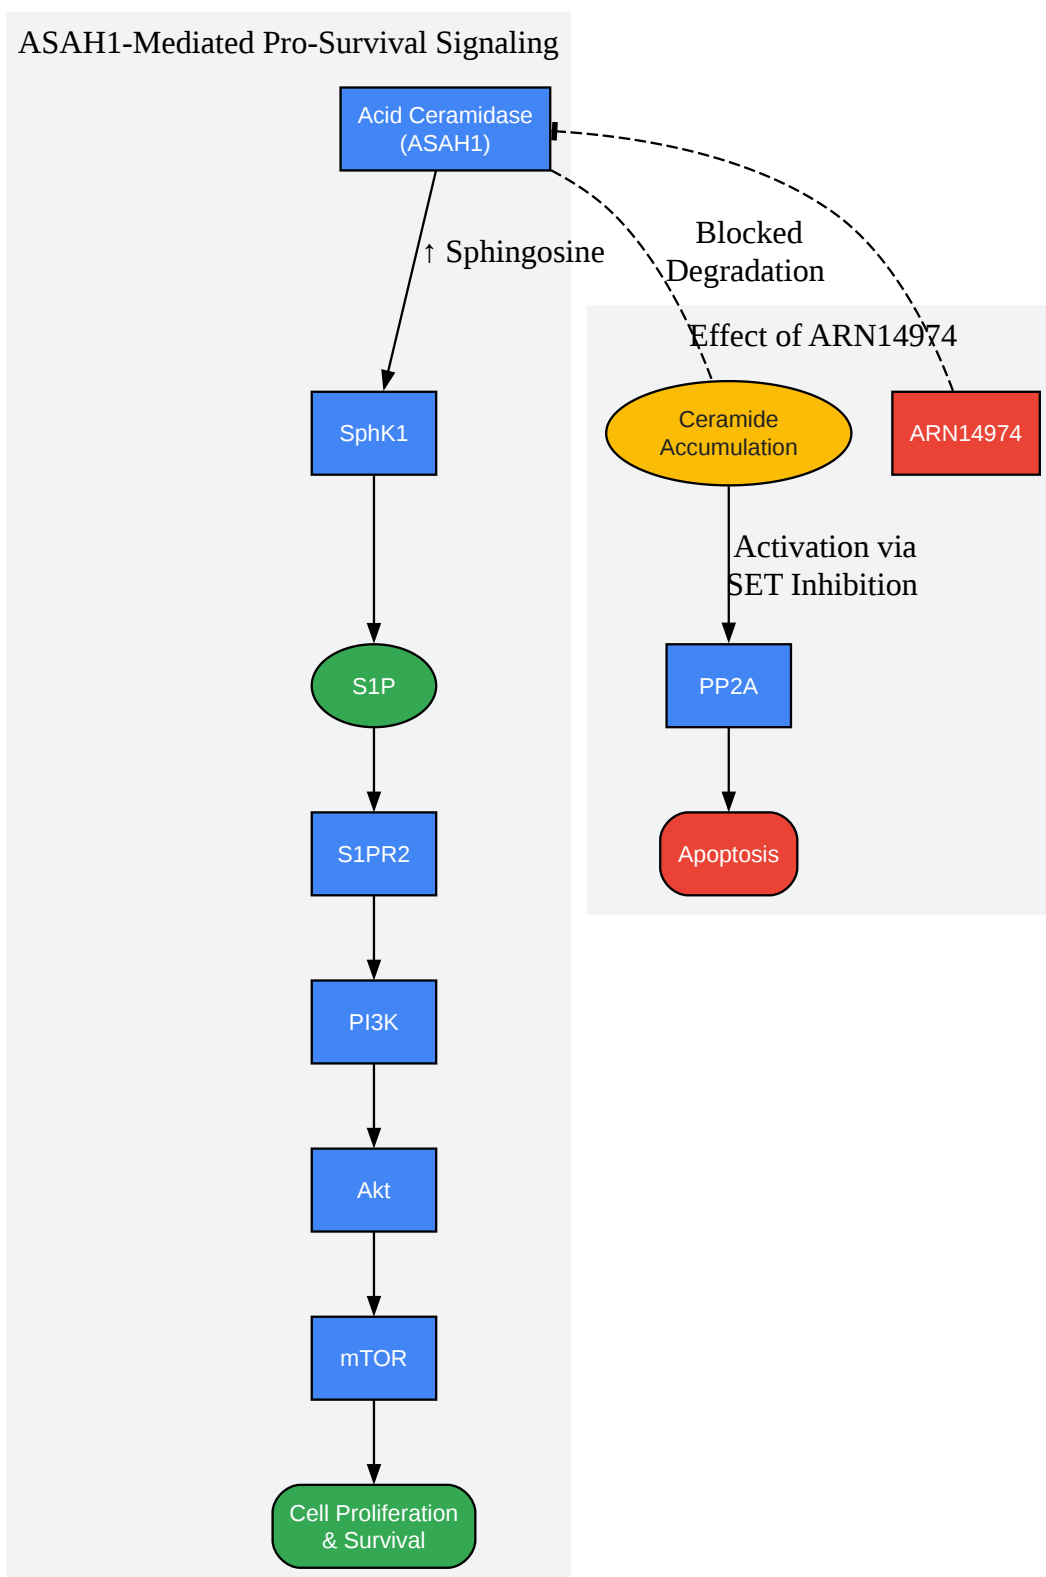 ASAH1-Mediated Pro-Survival Signaling
Acid Ceramidase
(ASAH1)
↑ Sphingosine
SphK1
S1P
S1PR2
PI3K
Akt
mTOR
Cell Proliferation
& Survival
Blocked
Degradation
Effect of ARN14974
Ceramide
Accumulation
ARN14974
Activation via
SET Inhibition
PP2A
Apoptosis